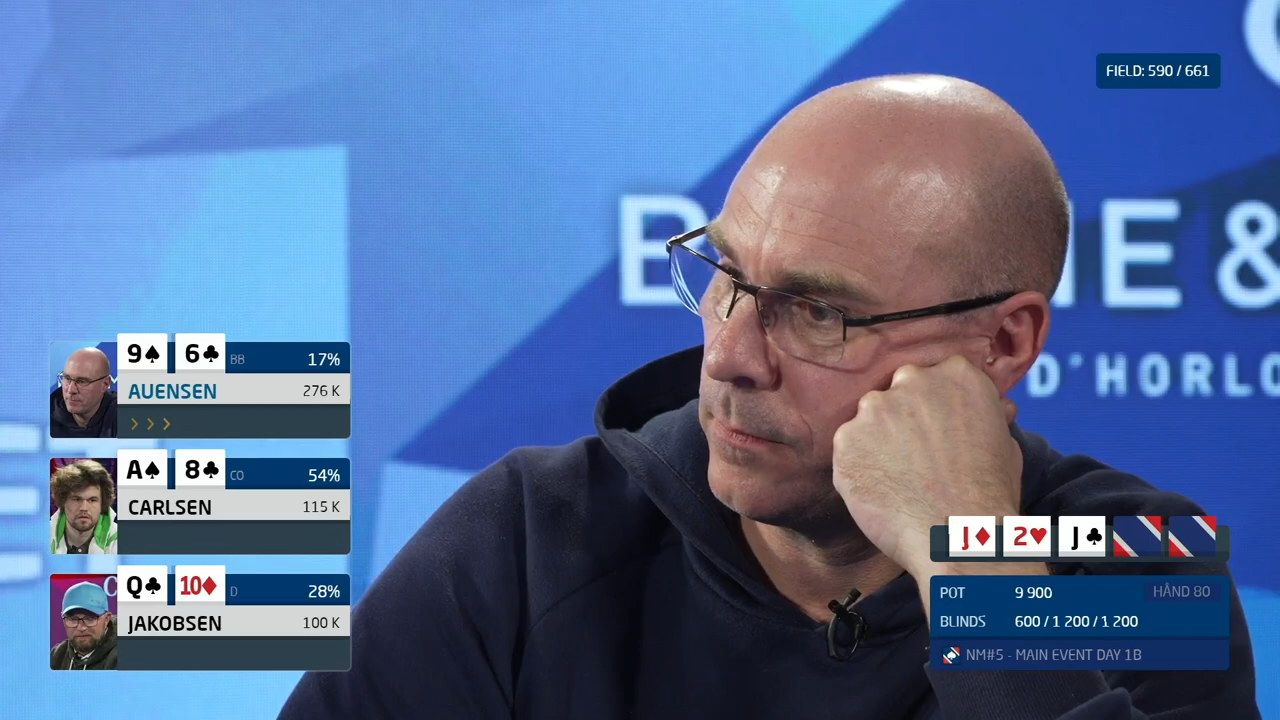 FIELD: 590 / 661
B NE &
D'HORLO
9♠ 6♣ BB 17%
AUENSEN 276 K
A♠ 8♣ CO 54%
CARLSEN 115 K
Q♣ 10♦ D 28%
JAKOBSEN 100 K
J♦ 2♥ J♣
POT 9 900 HÅND 80
BLINDS 600 / 1 200 / 1 200
NM#5 - MAIN EVENT DAY 1B